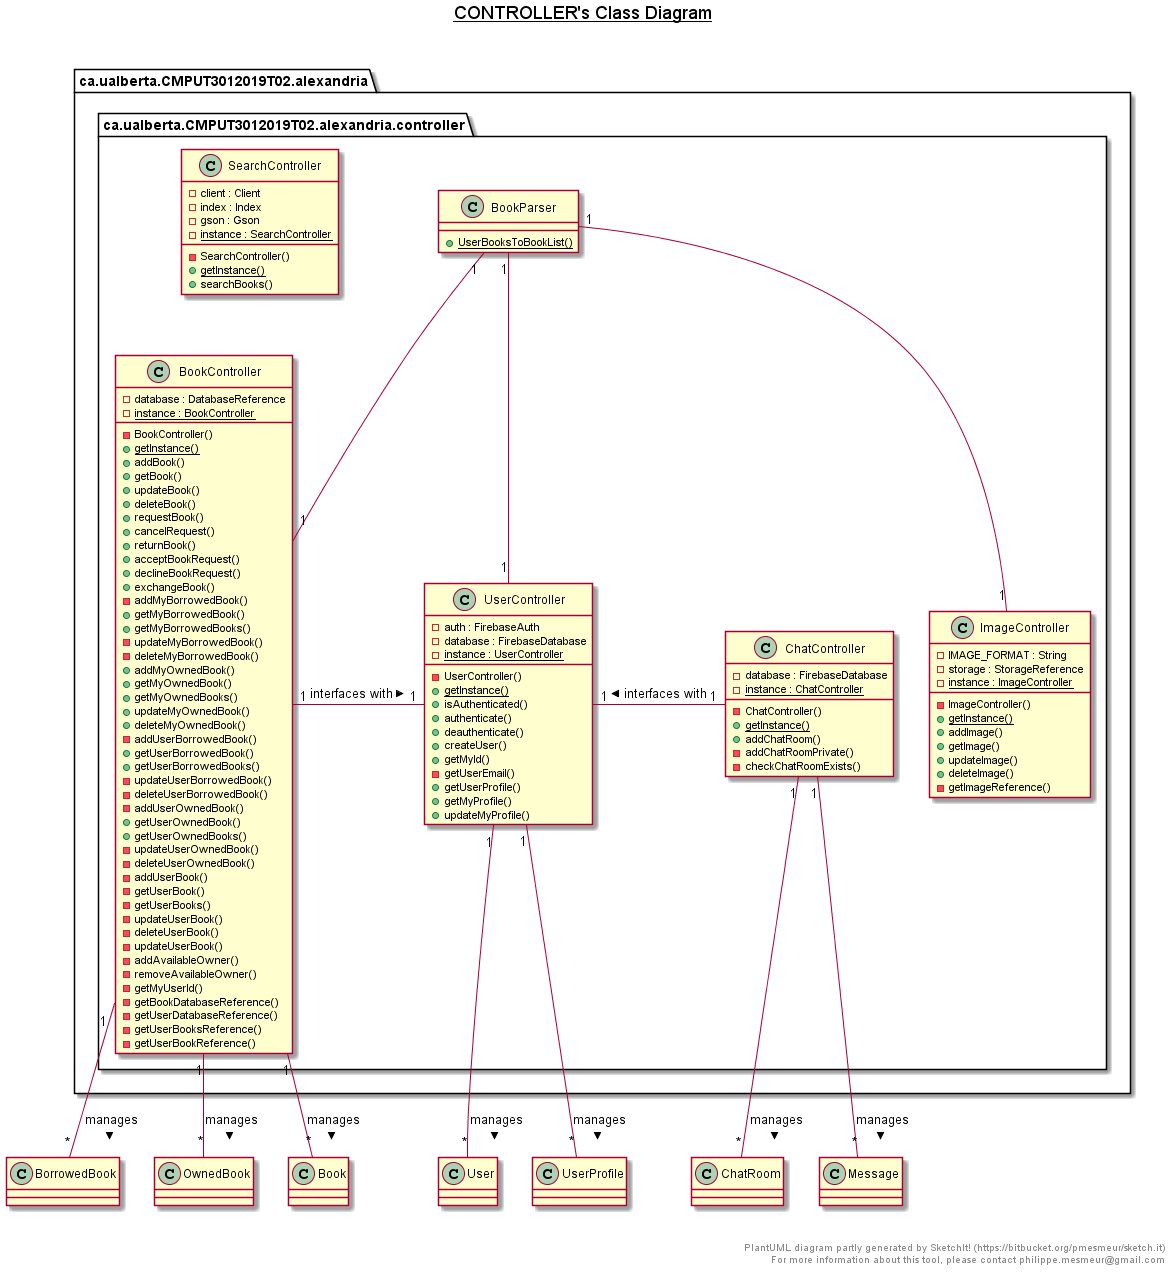 CONTROLLER's Class Diagram
ca.ualberta.CMPUT3012019T02.alexandria
ca.ualberta.CMPUT3012019T02.alexandria.controller
C SearchController
client : Client
index : Index
gson : Gson
instance : SearchController
SearchController()
getInstance()
searchBooks()
C BookParser
UserBooksToBookList()
1
1
1
C BookController
database : DatabaseReference
instance : BookController
BookController()
getInstance()
addBook()
getBook()
updateBook()
deleteBook()
requestBook()
cancelRequest()
returnBook()
acceptBookRequest()
declineBookRequest()
exchangeBook()
addMyBorrowedBook()
getMyBorrowedBook()
getMyBorrowedBooks()
updateMyBorrowedBook()
deleteMyBorrowedBook()
addMyOwnedBook()
getMyOwnedBook()
getMyOwnedBooks()
updateMyOwnedBook()
deleteMyOwnedBook()
addUserBorrowedBook()
getUserBorrowedBook()
getUserBorrowedBooks()
updateUserBorrowedBook()
deleteUserBorrowedBook()
addUserOwnedBook()
getUserOwnedBook()
getUserOwnedBooks()
updateUserOwnedBook()
deleteUserOwnedBook()
addUserBook()
getUserBook()
getUserBooks()
updateUserBook()
deleteUserBook()
updateUserBook()
addAvailableOwner()
removeAvailableOwner()
getMyUserId()
getBookDatabaseReference()
getUserDatabaseReference()
getUserBooksReference()
getUserBookReference()
1
1
1
1 interfaces with ► 1
C UserController
auth : FirebaseAuth
database : FirebaseDatabase
instance : UserController
UserController()
getInstance()
isAuthenticated()
authenticate()
deauthenticate()
createUser()
getMyId()
getUserEmail()
getUserProfile()
getMyProfile()
updateMyProfile()
1 ◄ interfaces with 1
C ChatController
database : FirebaseDatabase
instance : ChatController
ChatController()
getInstance()
addChatRoom()
addChatRoomPrivate()
checkChatRoomExists()
C ImageController
IMAGE_FORMAT : String
storage : StorageReference
instance : ImageController
ImageController()
getInstance()
addImage()
getImage()
updateImage()
deleteImage()
getImageReference()
1 1 1 1 1 1 1
manages ▼ manages ▼ manages ▼ manages ▼ manages ▼ manages ▼ manages ▼
* * * * * * *
C BorrowedBook
C OwnedBook
C Book
C User
C UserProfile
C ChatRoom
C Message
PlantUML diagram partly generated by SketchIt! (https://bitbucket.org/pmesmeur/sketch.it)
For more information about this tool, please contact philippe.mesmeur@gmail.com